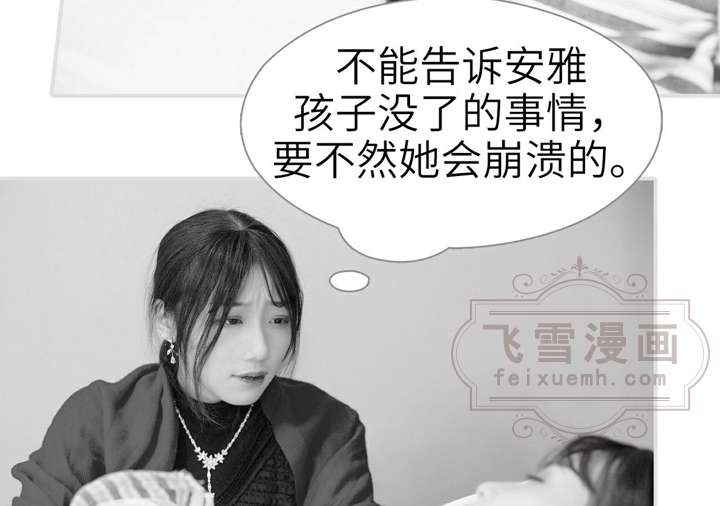 不能告诉安雅
孩子没了的事情，
要不然她会崩溃的。
飞雪漫画
feixuemh.com